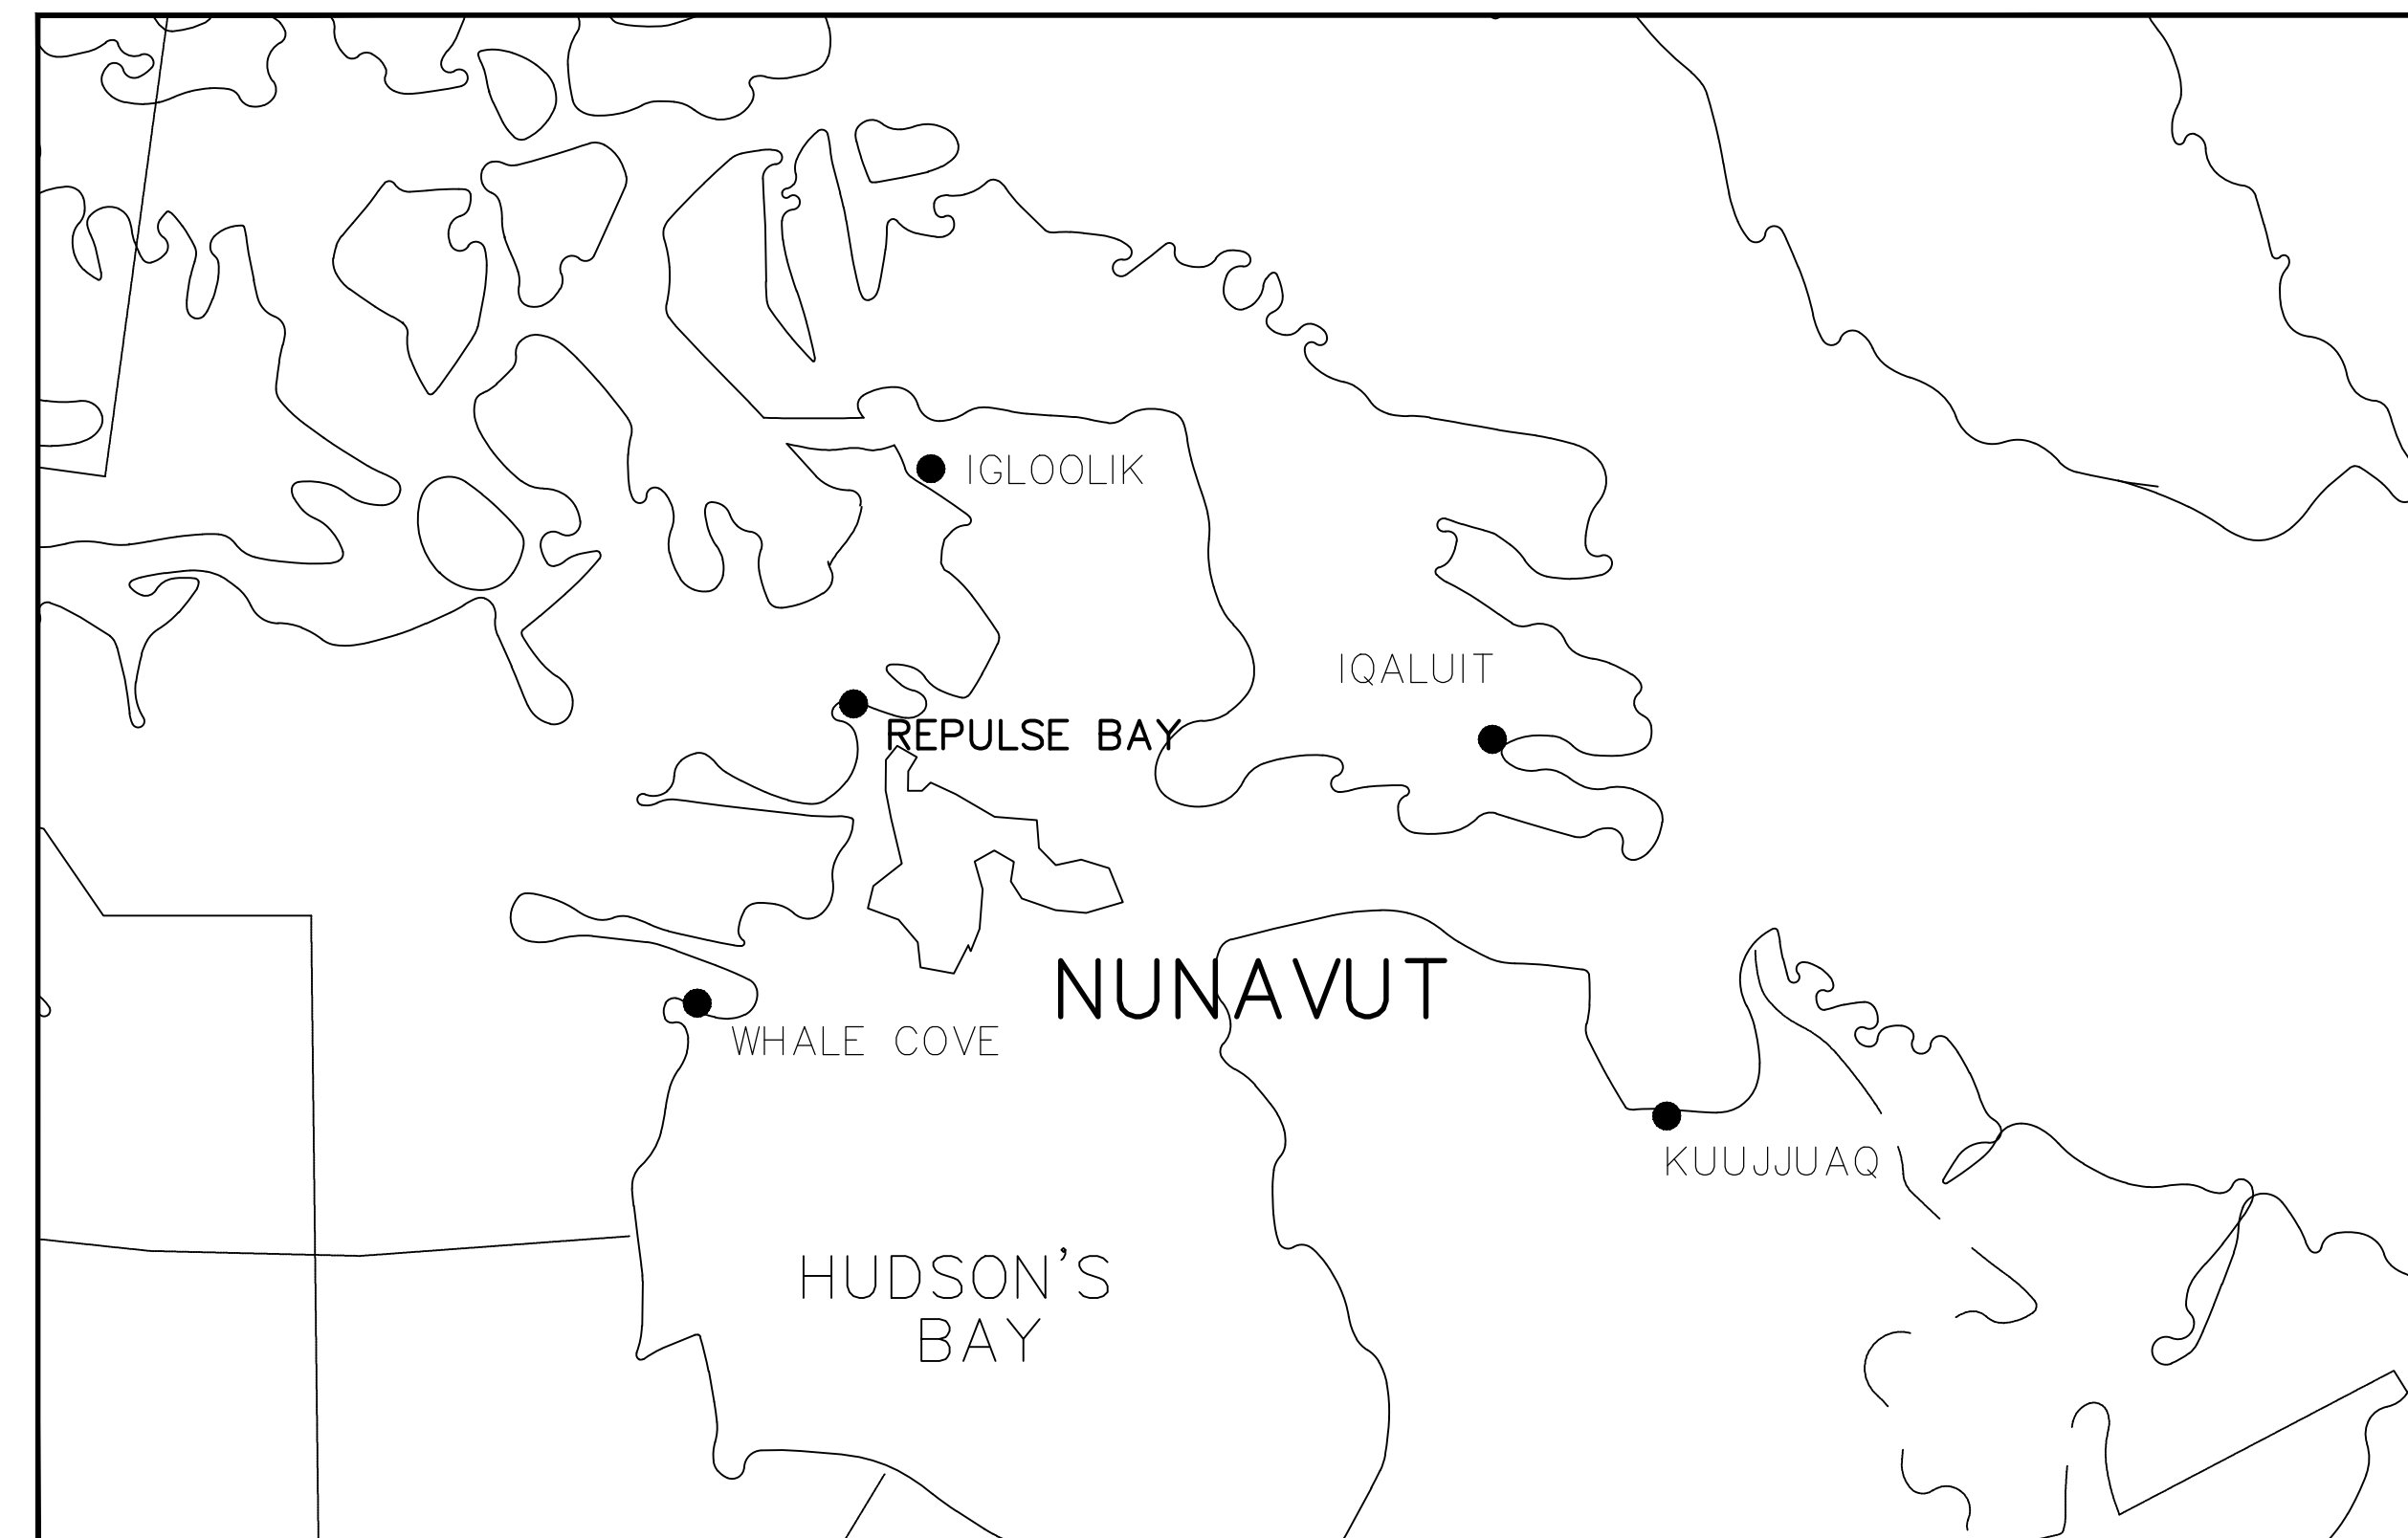 IGLOOLIK
IQALUIT
REPULSE BAY
NUNAVUT
WHALE COVE
KUUJJUAQ
HUDSON'S
BAY